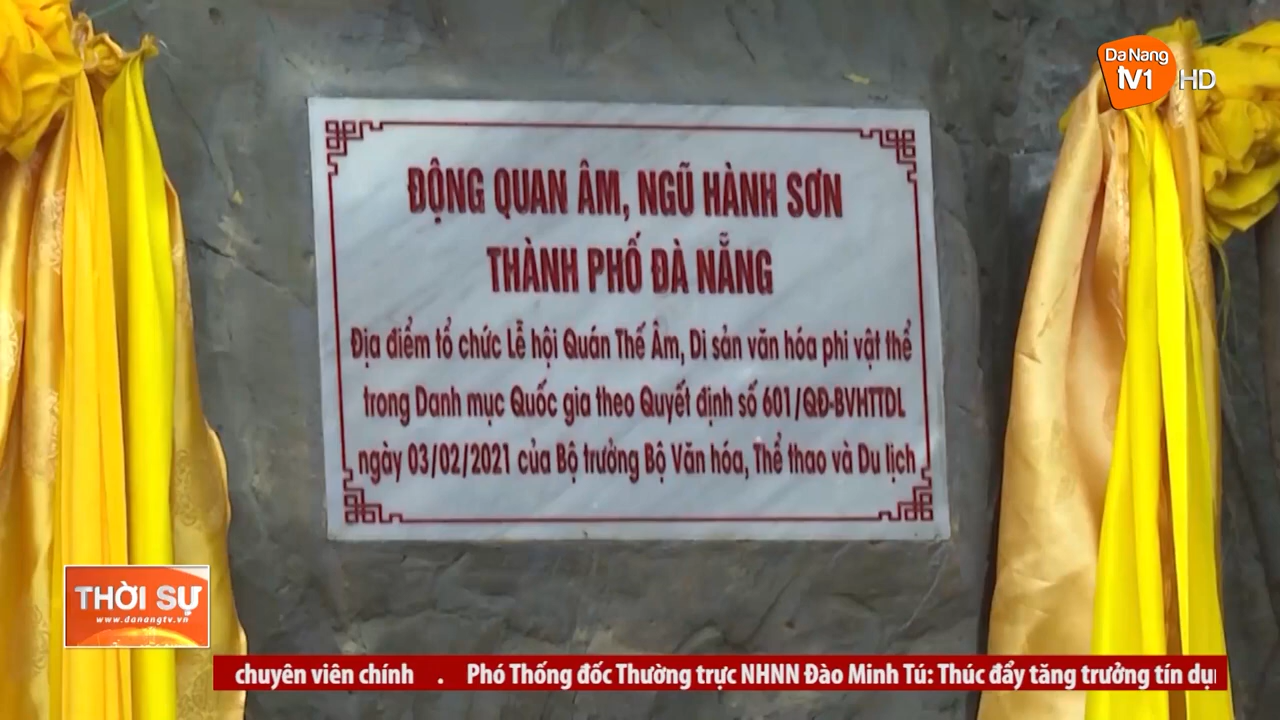 Da Nang
TV1 HD
ĐỘNG QUAN ÂM, NGŨ HÀNH SƠN
THÀNH PHỐ ĐÀ NẴNG
Địa điểm tổ chức Lễ hội Quán Thế Âm, Di sản văn hóa phi vật thể
trong Danh mục Quốc gia theo Quyết định số 601/QĐ-BVHTTDL
ngày 03/02/2021 của Bộ trưởng Bộ Văn hóa, Thể thao và Du lịch
THỜI SỰ
www.danangtv.vn
chuyên viên chính . Phó Thống đốc Thường trực NHNN Đào Minh Tú: Thúc đẩy tăng trưởng tín